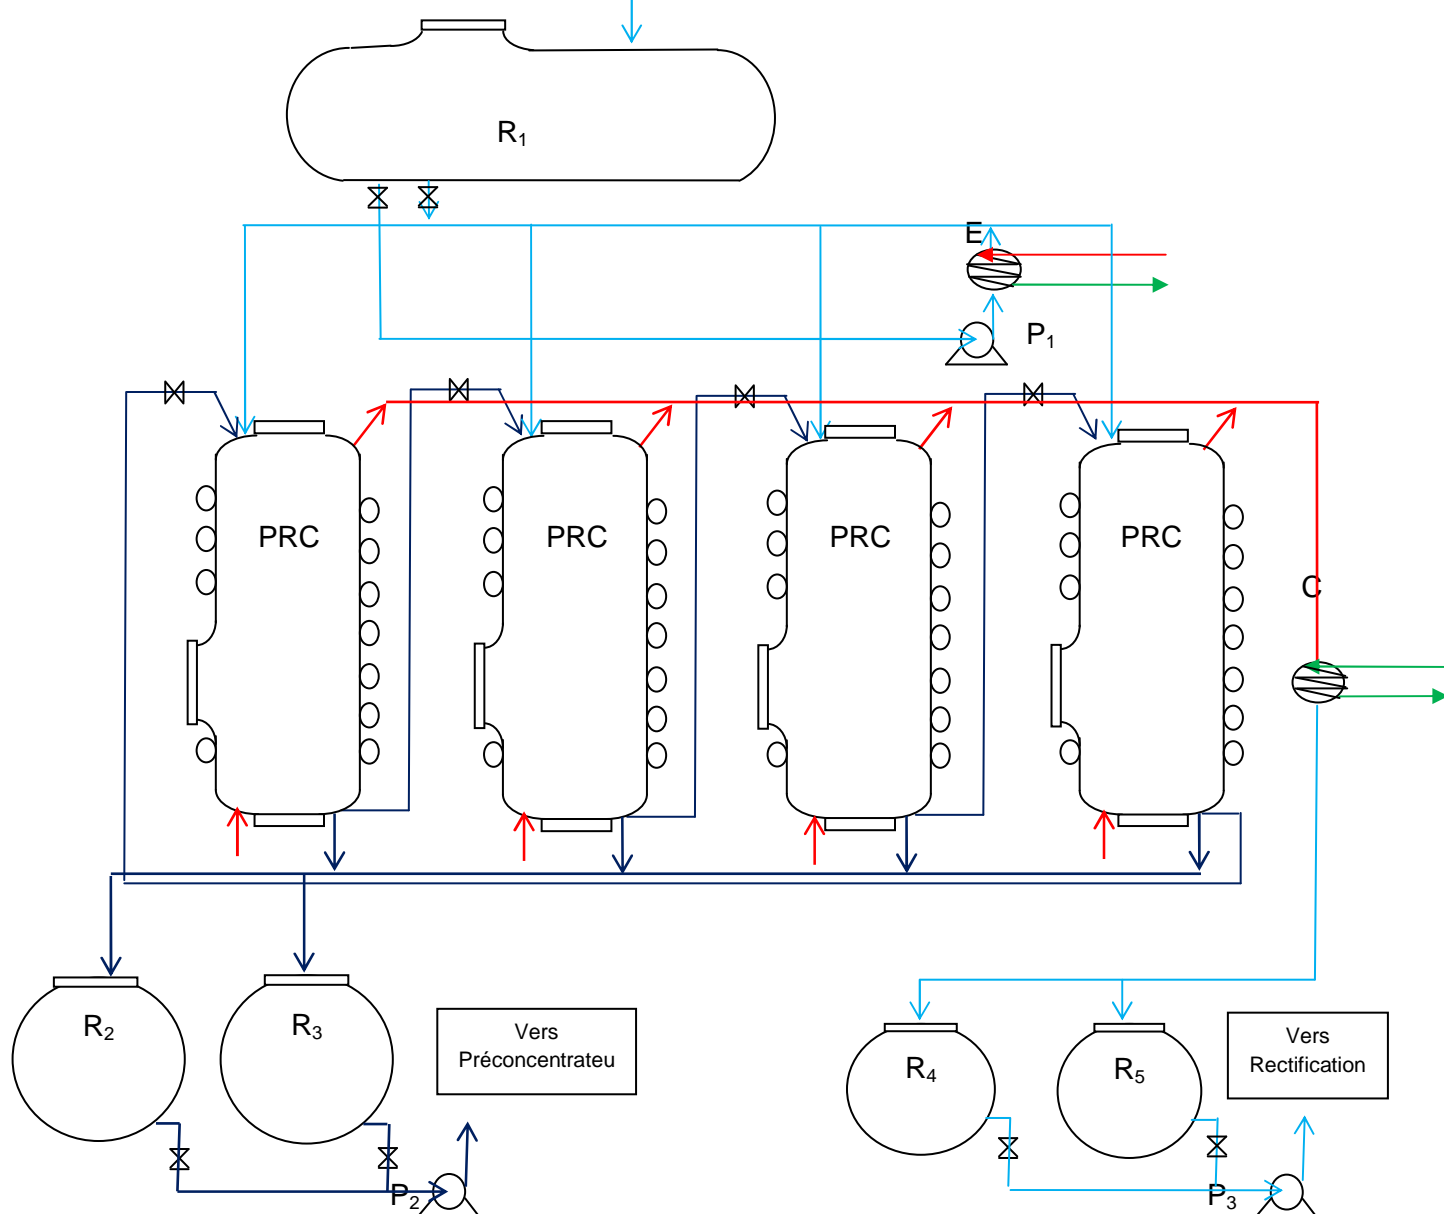 R₁
E
P₁
PRC
PRC
PRC
PRC
C
R₂
R₃
Vers
Préconcentrateu
R₄
R₅
Vers
Rectification
P₂
P₃